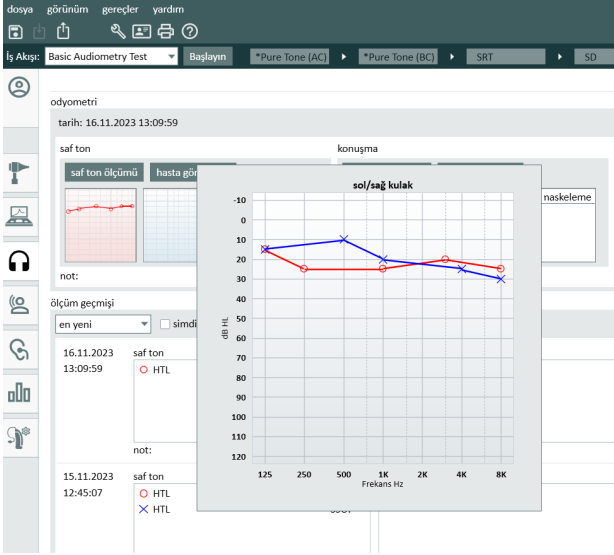 dosya görünüm gereçler yardım
İş Akışı: Basic Audiometry Test Başlayın *Pure Tone (AC) *Pure Tone (BC) SRT SD
odyometri
tarih: 16.11.2023 13:09:59
saf ton konuşma
saf ton ölçümü hasta gör
naskeleme
not:
sol/sağ kulak
-10
0
10
20
30
40
50
60
70
80
90
100
110
120
dB HL
125 250 500 1K 2K 4K 8K
Frekans Hz
ölçüm geçmişi
en yeni simdi
16.11.2023 saf ton
13:09:59 HTL
not:
15.11.2023 saf ton
12:45:07 HTL
HTL